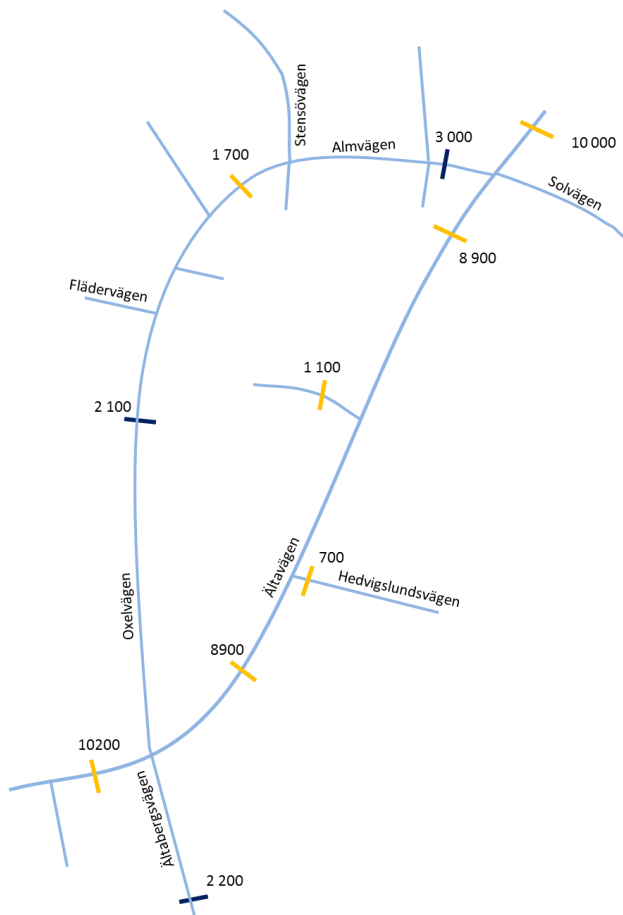 3 000
10 000
Stensövägen
Almvägen
1 700
Solvägen
8 900
Flädervägen
1 100
2 100
700
Ältavägen
Hedvigslundsvägen
Oxelvägen
8900
10200
Ältabergsvägen
2 200